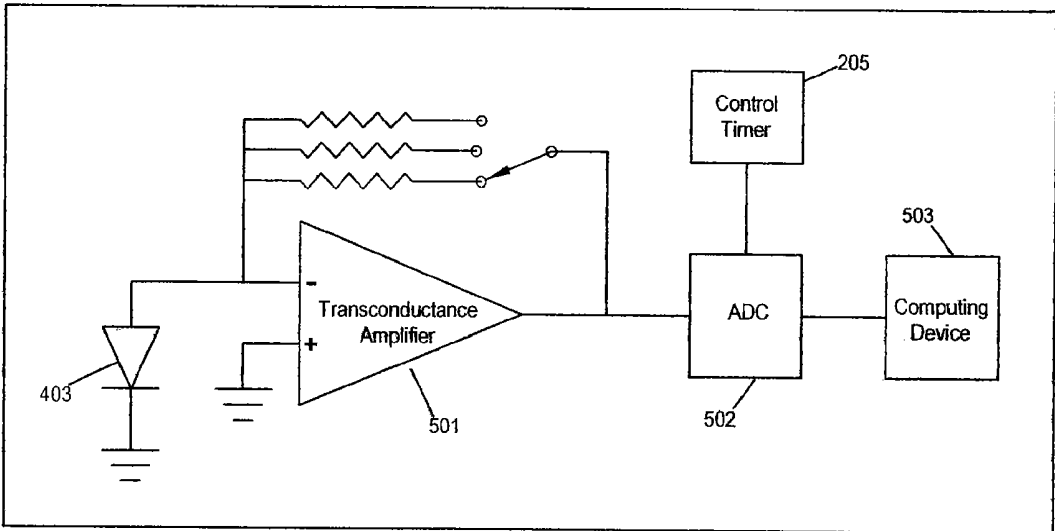 205
Control
Timer
503
-
Transconductance
Amplifier
+
ADC
Computing
Device
403
501
502